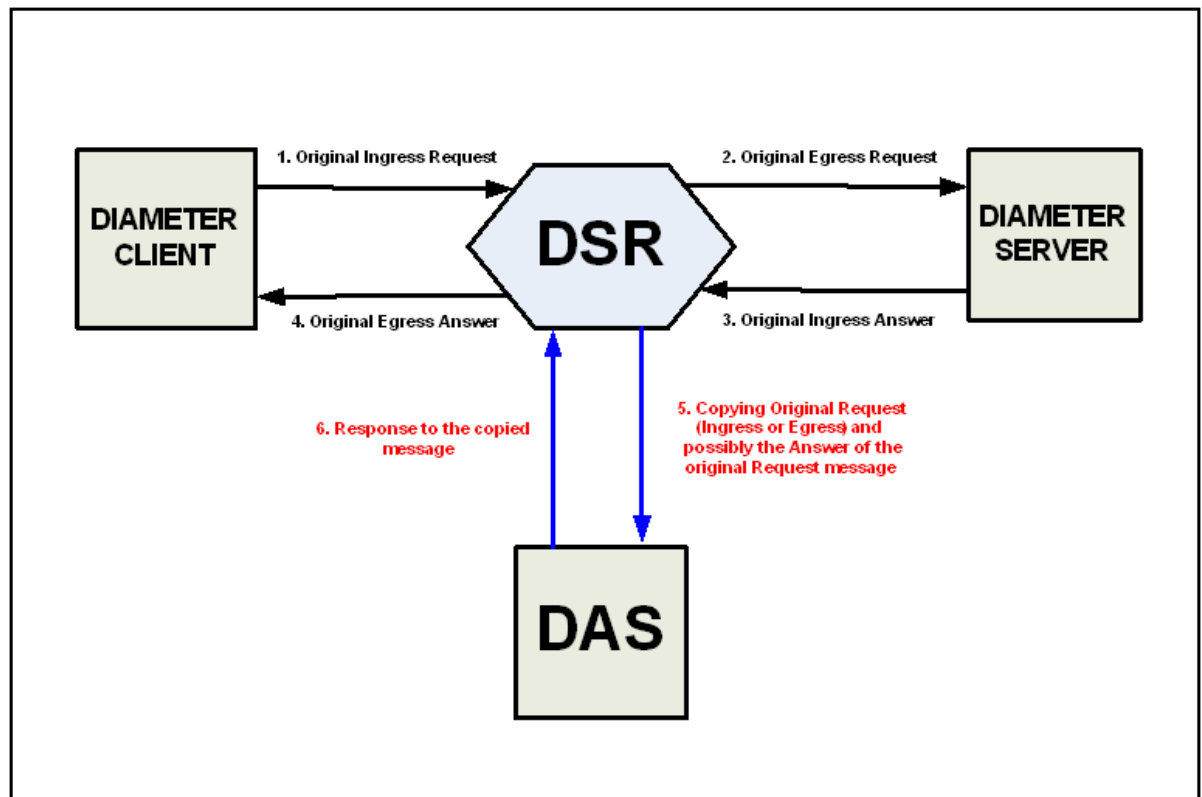 1. Original Ingress Request
2. Original Egress Request
DIAMETER
CLIENT
DSR
DIAMETER
SERVER
4. Original Egress Answer
3. Original Ingress Answer
6. Response to the copied
message
5. Copying Original Request
(Ingress or Egress) and
possibly the Answer of the
original Request message
DAS